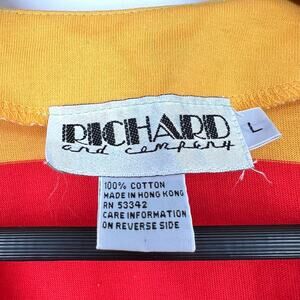 RICHARD
and company
L
100% COTTON
MADE IN HONG KONG
RN 53342
CARE INFORMATION
ON REVERSE SIDE